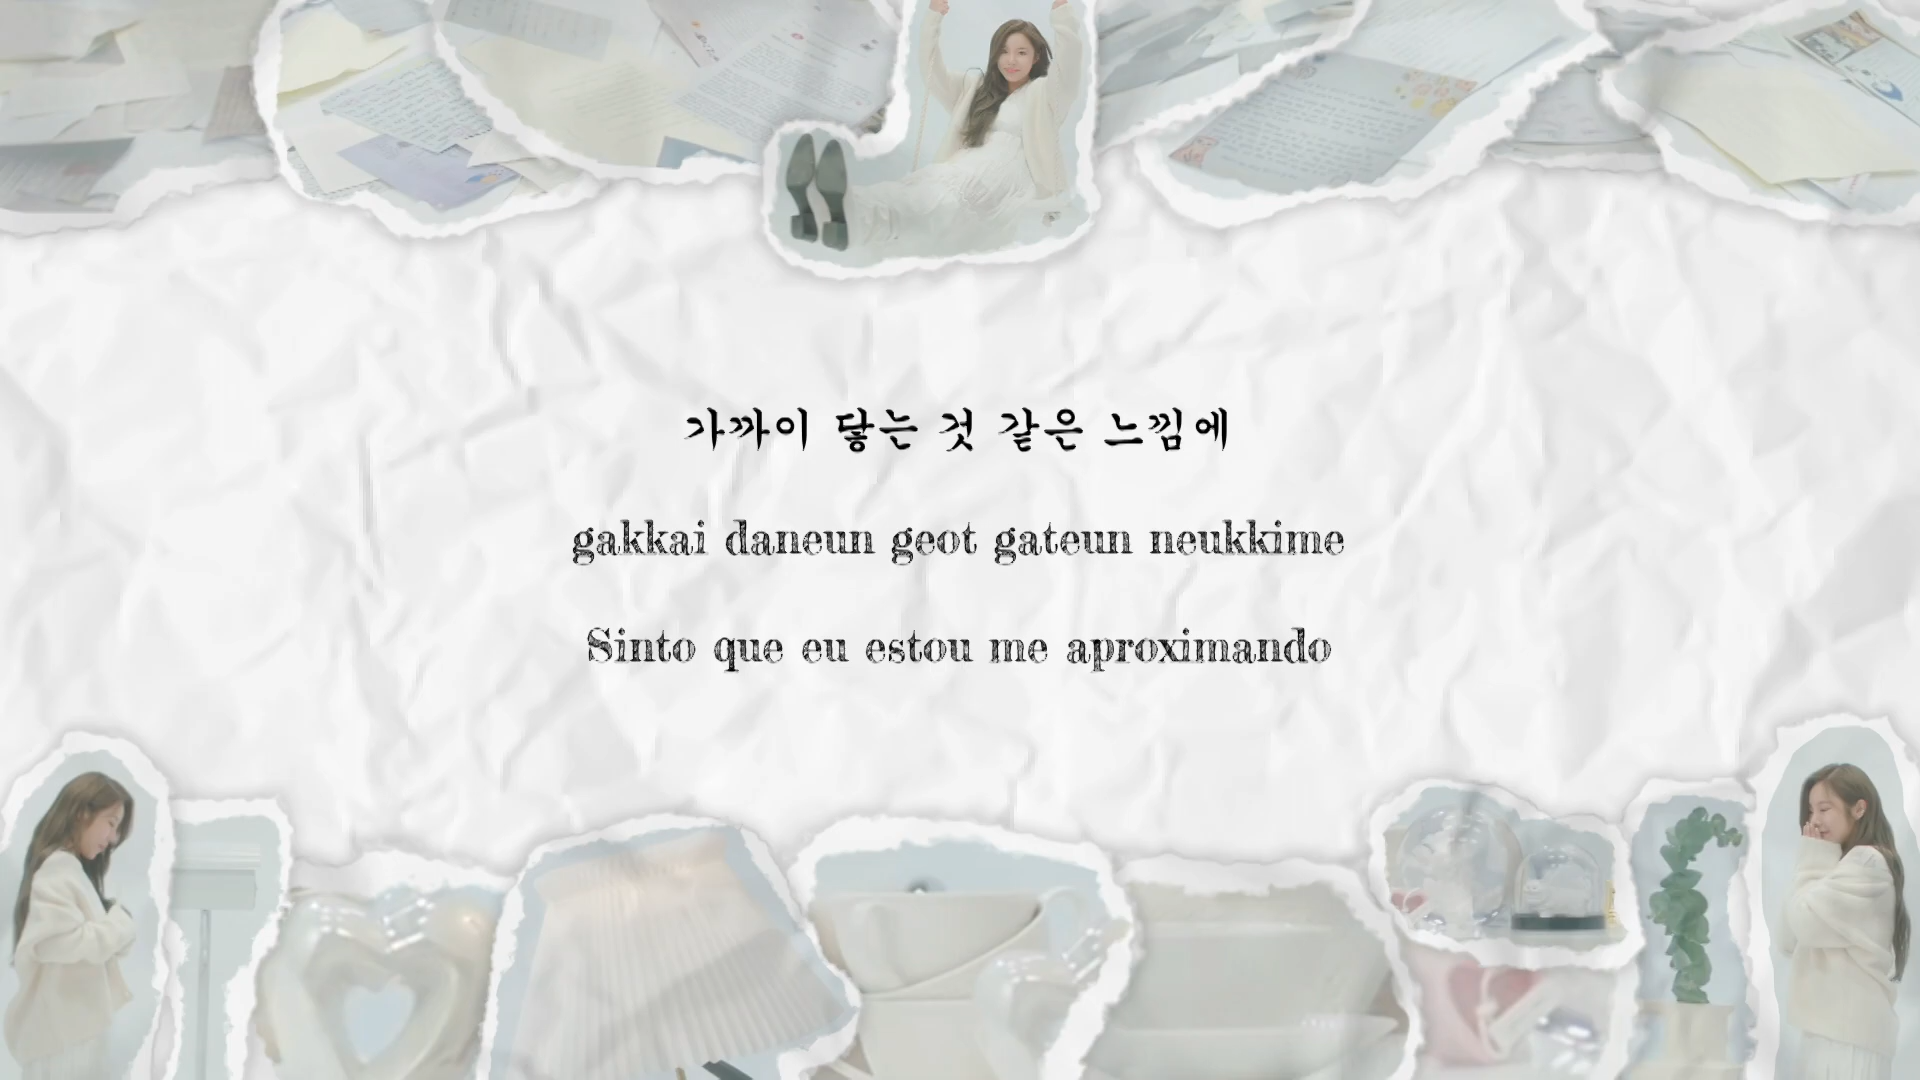 가까이 닿는 것 같은 느낌에
gakkai daneun geot gateun neukkime
Sinto que eu estou me aproximando